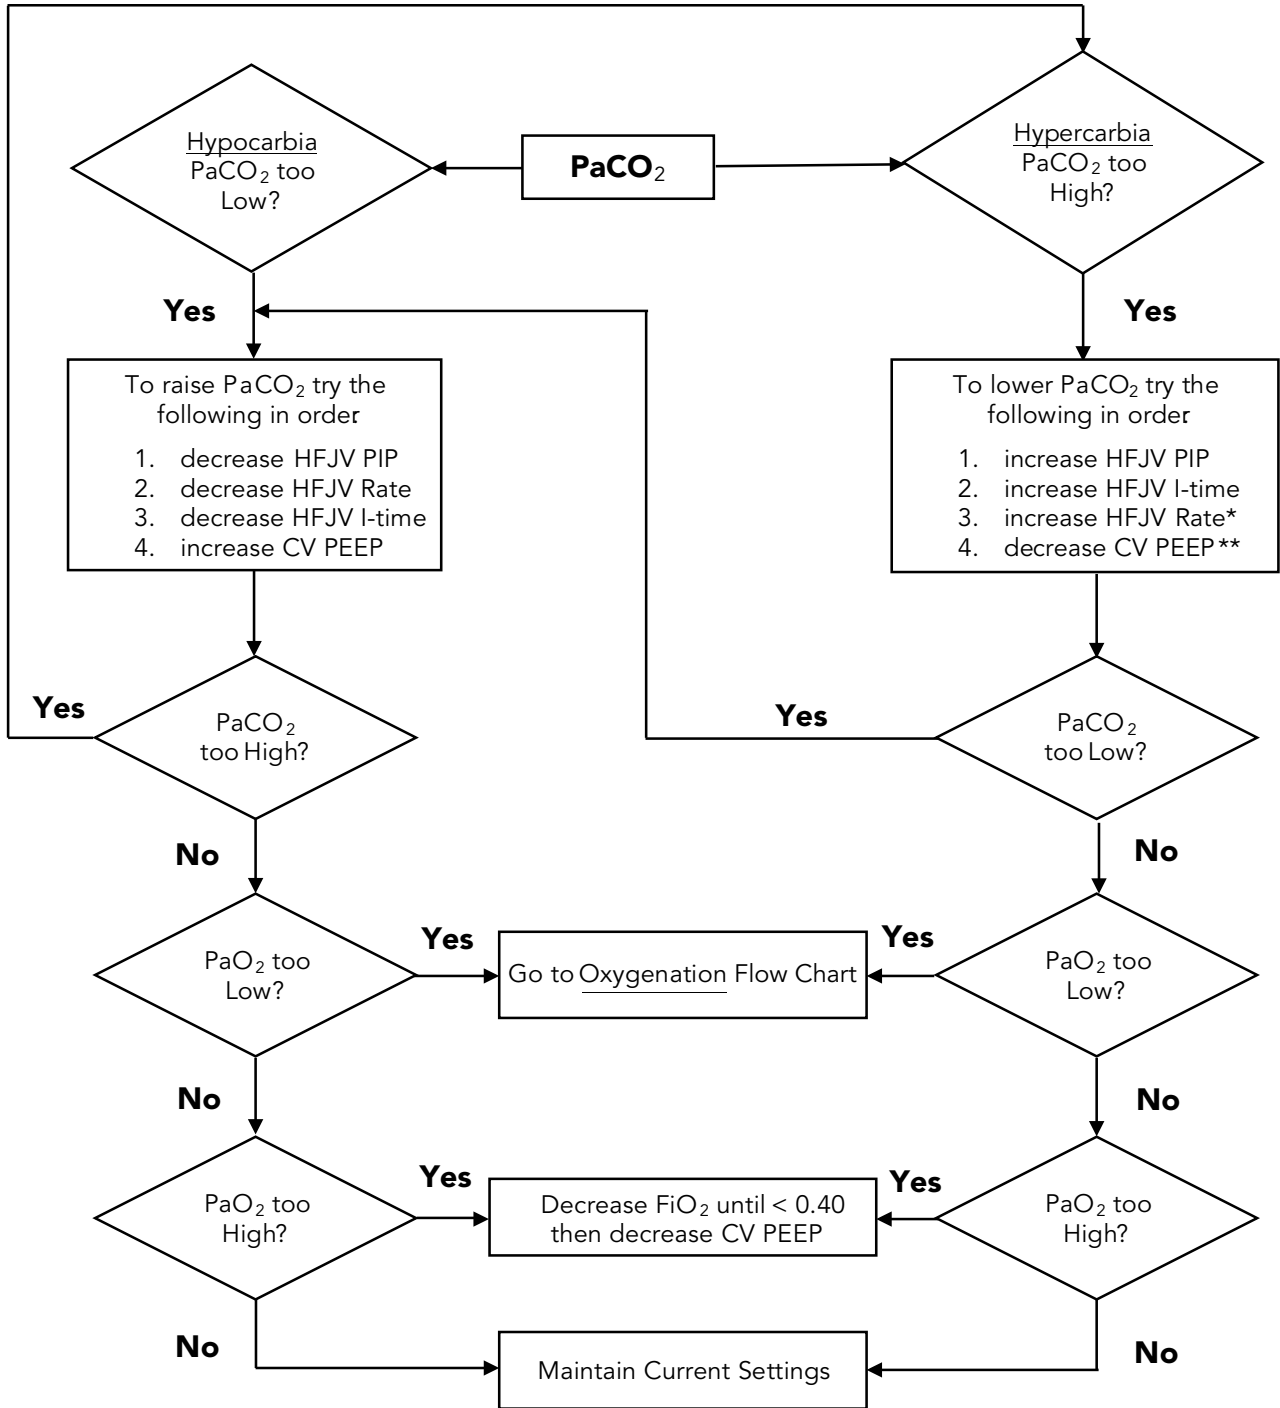 Hypocarbia
PaCO2 too
Low?
PaCO2
Hypercarbia
PaCO2 too
High?
Yes
Yes
To raise PaCO2 try the
following in order:
1. decrease HFJV PIP
2. decrease HFJV Rate
3. decrease HFJV I-time
4. increase CV PEEP
To lower PaCO2 try the
following in order:
1. increase HFJV PIP
2. increase HFJV I-time
3. increase HFJV Rate*
4. decrease CV PEEP**
Yes
PaCO2
too High?
Yes
PaCO2
too Low?
No
No
PaO2 too
Low?
Yes
Go to Oxygenation Flow Chart
Yes
PaO2 too
Low?
No
No
PaO2 too
High?
Yes
Decrease FiO2 until < 0.40
then decrease CV PEEP
Yes
PaO2 too
High?
No
Maintain Current Settings
No